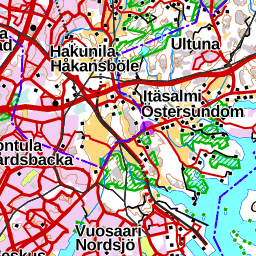 Hakunila
Håkansböle
Ultuna
Itäsalmi
Östersundom
Vuosaari
Nordsjö